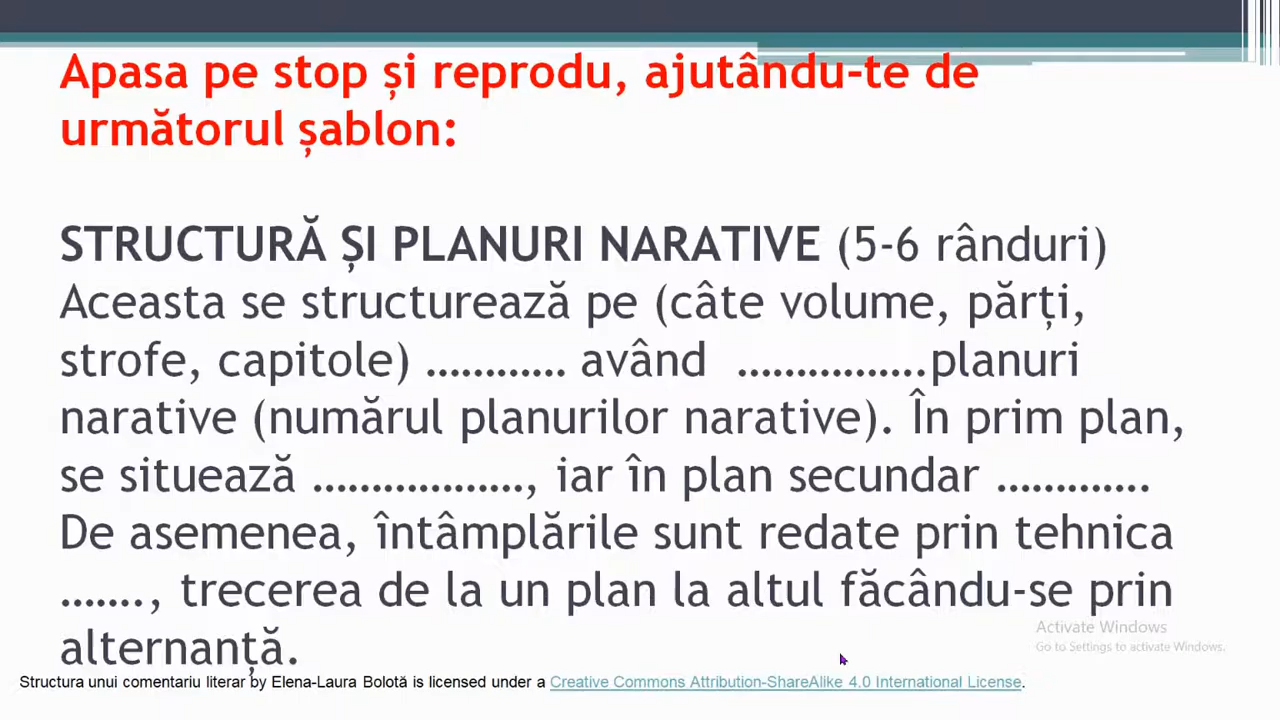 Apasa pe stop și reprodu, ajutându-te de
următorul șablon:
STRUCTURĂ ȘI PLANURI NARATIVE (5-6 rânduri)
Aceasta se structurează pe (câte volume, părți,
strofe, capitole) ………… având …………….planuri
narative (numărul planurilor narative). În prim plan,
se situează ………………, iar în plan secundar ………….
De asemenea, întâmplările sunt redate prin tehnica
……., trecerea de la un plan la altul făcându-se prin
alternanță.
Activate Windows
Go to Settings to activate Windows.
Structura unui comentariu literar by Elena-Laura Bolotă is licensed under a Creative Commons Attribution-ShareAlike 4.0 International License.